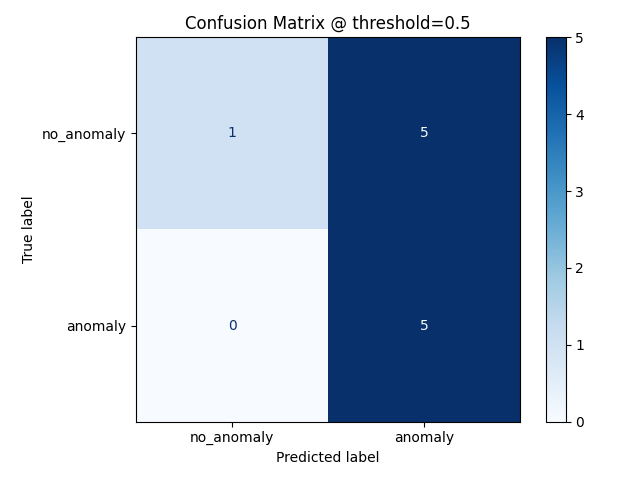 Confusion Matrix @ threshold=0.5
True label
no_anomaly
anomaly
1
5
0
5
no_anomaly
anomaly
Predicted label
5
4
3
2
1
0